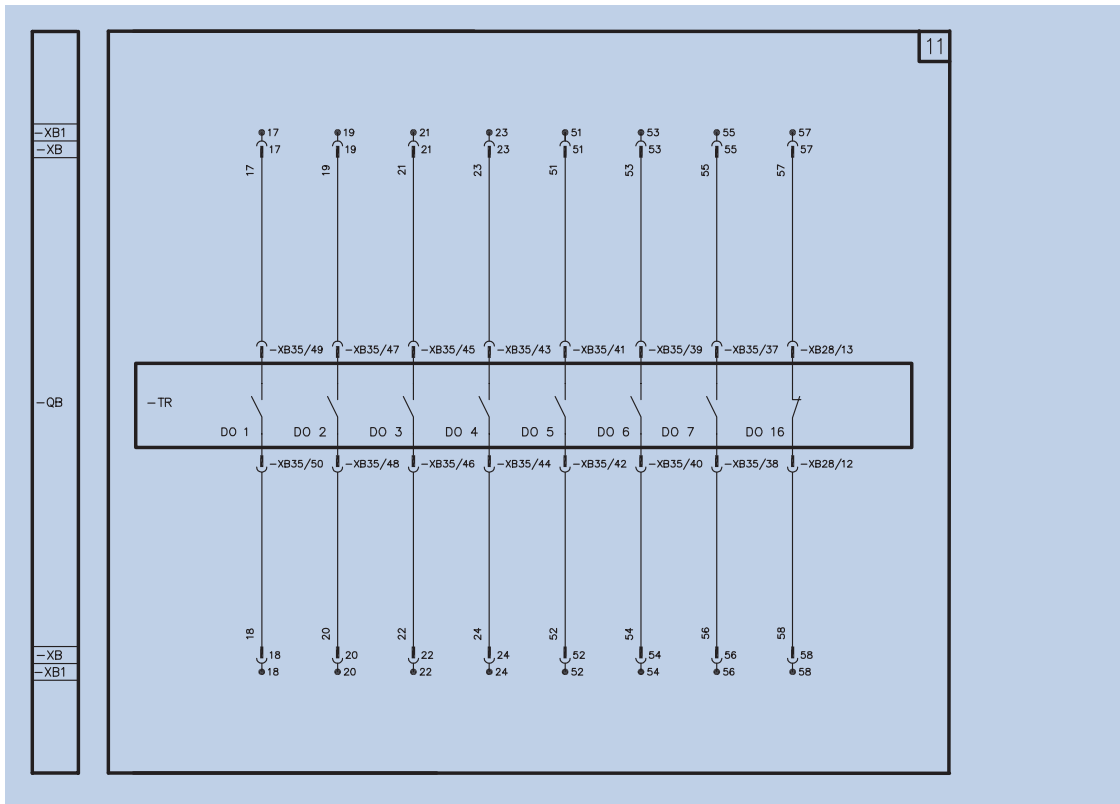 11
-XB1 17 19 21 23 51 53 55 57
-XB 17 19 21 23 51 53 55 57
17 19 21 23 51 53 55 57
-XB35/49 -XB35/47 -XB35/45 -XB35/43 -XB35/41 -XB35/39 -XB35/37 -XB28/13
-QB -TR
DO 1 DO 2 DO 3 DO 4 DO 5 DO 6 DO 7 DO 16
-XB35/50 -XB35/48 -XB35/46 -XB35/44 -XB35/42 -XB35/40 -XB35/38 -XB28/12
18 20 22 24 52 54 56 58
-XB 18 20 22 24 52 54 56 58
-XB1 18 20 22 24 52 54 56 58